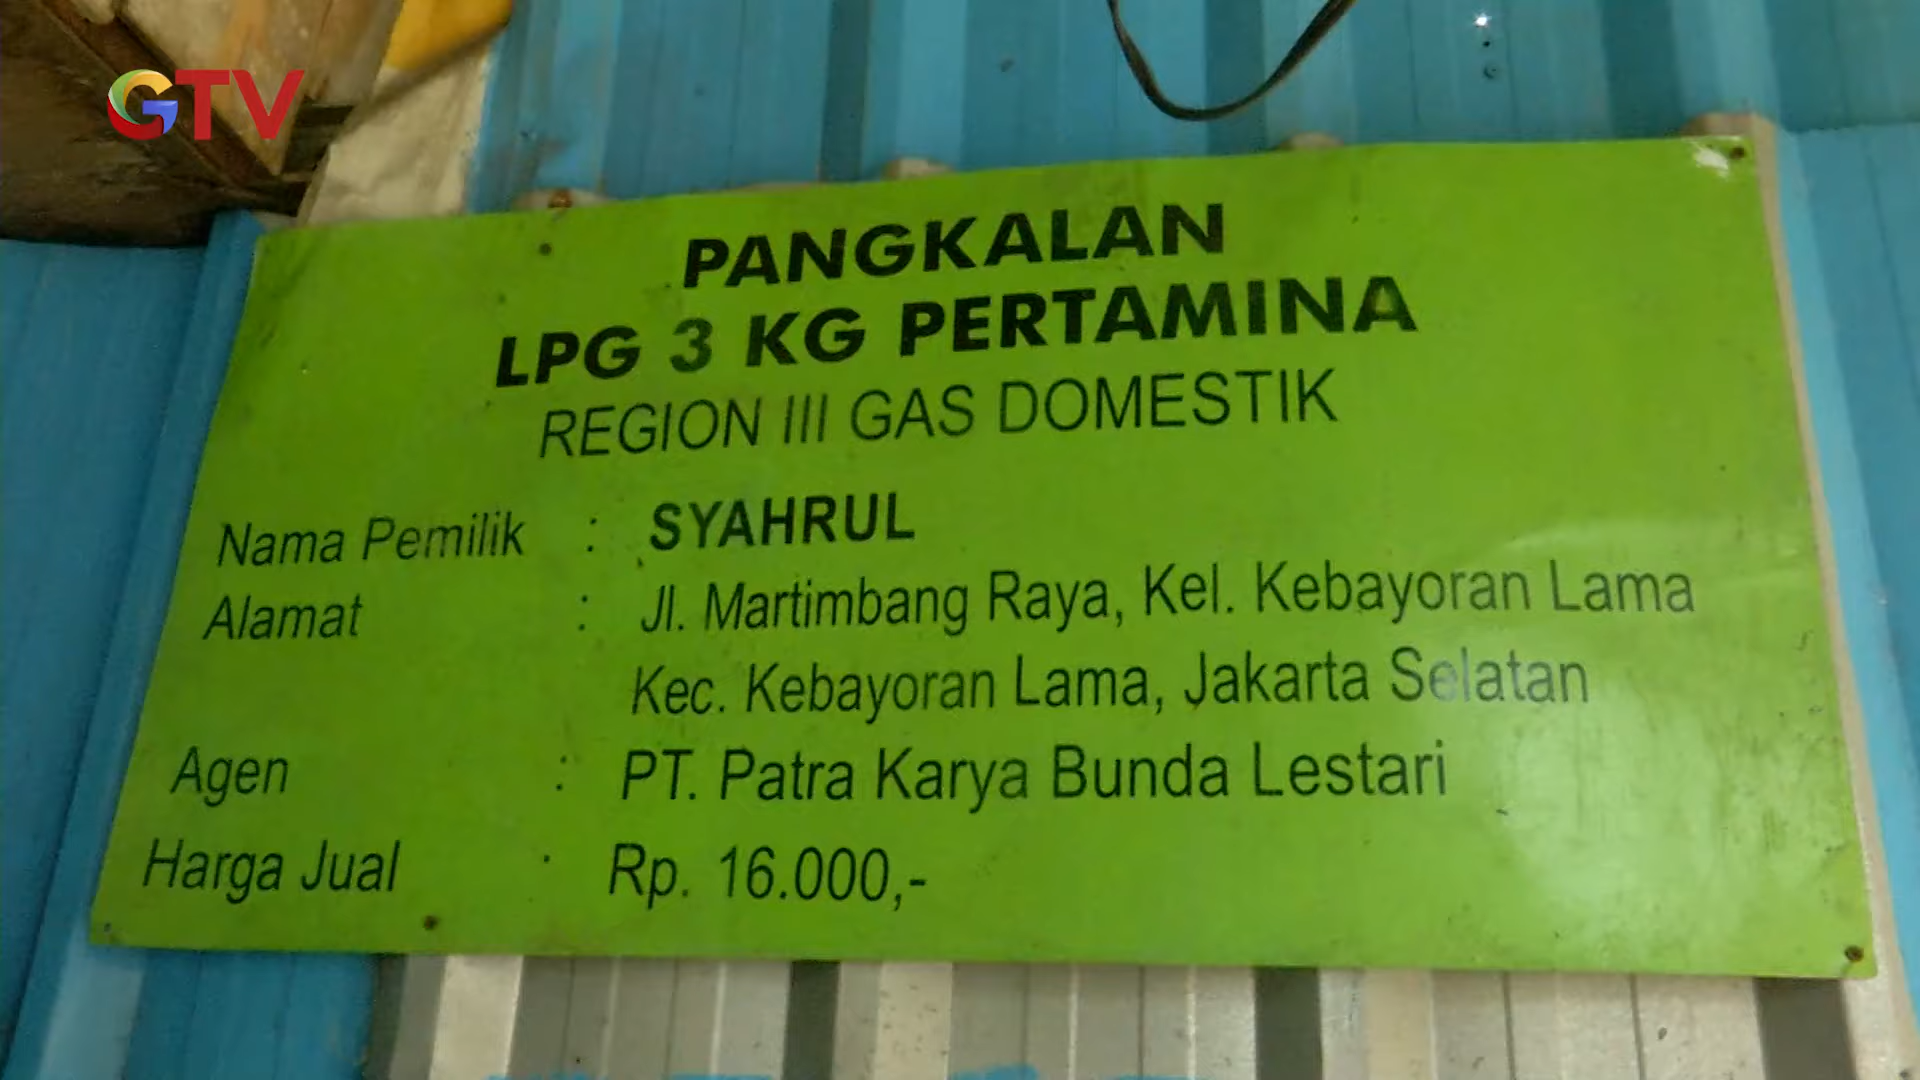 GTV
PANGKALAN
LPG 3 KG PERTAMINA
REGION III GAS DOMESTIK
Nama Pemilik : SYAHRUL
Alamat : Jl. Martimbang Raya, Kel. Kebayoran Lama
Kec. Kebayoran Lama, Jakarta Selatan
Agen : PT. Patra Karya Bunda Lestari
Harga Jual : Rp. 16.000,-